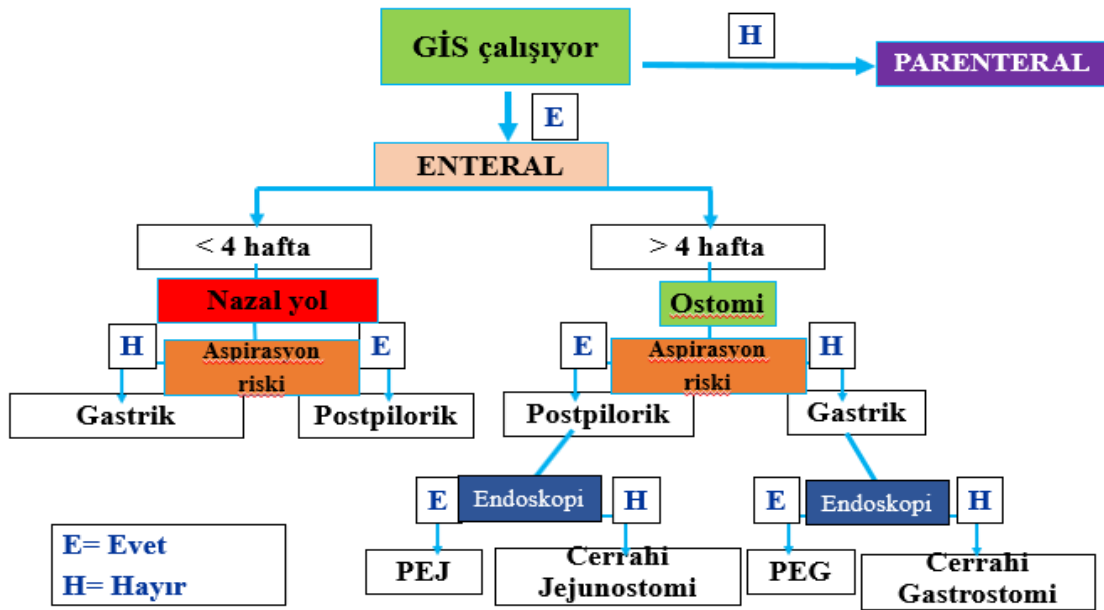 GİS çalışıyor
H
PARENTERAL
E
ENTERAL
< 4 hafta
> 4 hafta
Nazal yol
Ostomi
H
Aspirasyon
riski
E
E
Aspirasyon
riski
H
Gastrik
Postpilorik
Postpilorik
Gastrik
E
Endoskopi
H
E
Endoskopi
H
PEJ
Cerrahi
Jejunostomi
PEG
Cerrahi
Gastrostomi
E= Evet
H= Hayır